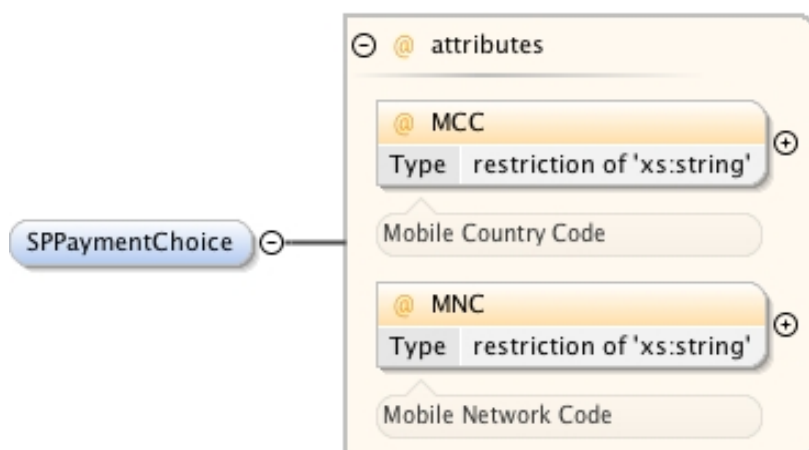 @ attributes
@ MCC
Type restriction of 'xs:string'
Mobile Country Code
SPPaymentChoice
@ MNC
Type restriction of 'xs:string'
Mobile Network Code